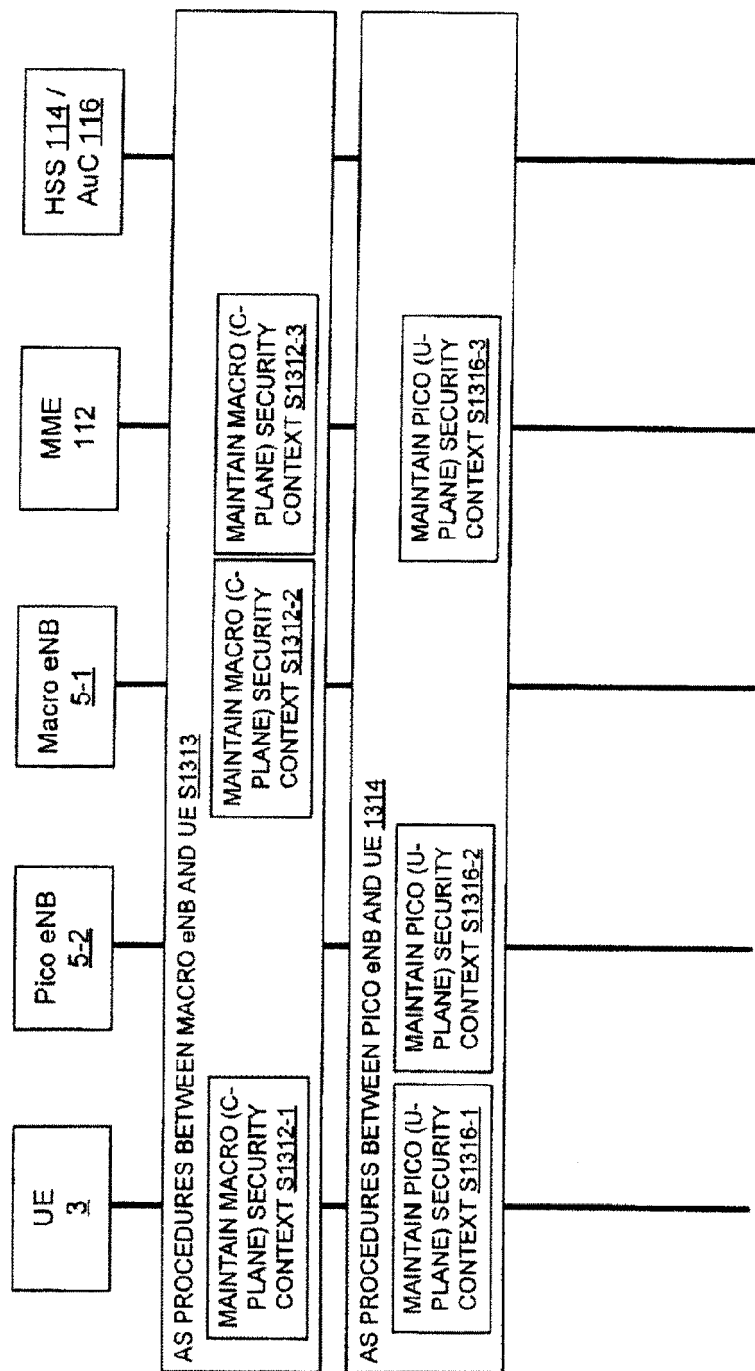 UE
3
Pico eNB
5-2
Macro eNB
5-1
MME
112
HSS 114 /
AuC 116
AS PROCEDURES BETWEEN MACRO eNB AND UE S1313
MAINTAIN MACRO (C-
PLANE) SECURITY
CONTEXT S1312-1
MAINTAIN MACRO (C-
PLANE) SECURITY
CONTEXT S1312-2
MAINTAIN MACRO (C-
PLANE) SECURITY
CONTEXT S1312-3
AS PROCEDURES BETWEEN PICO eNB AND UE 1314
MAINTAIN PICO (U-
PLANE) SECURITY
CONTEXT S1316-1
MAINTAIN PICO (U-
PLANE) SECURITY
CONTEXT S1316-2
MAINTAIN PICO (U-
PLANE) SECURITY
CONTEXT S1316-3